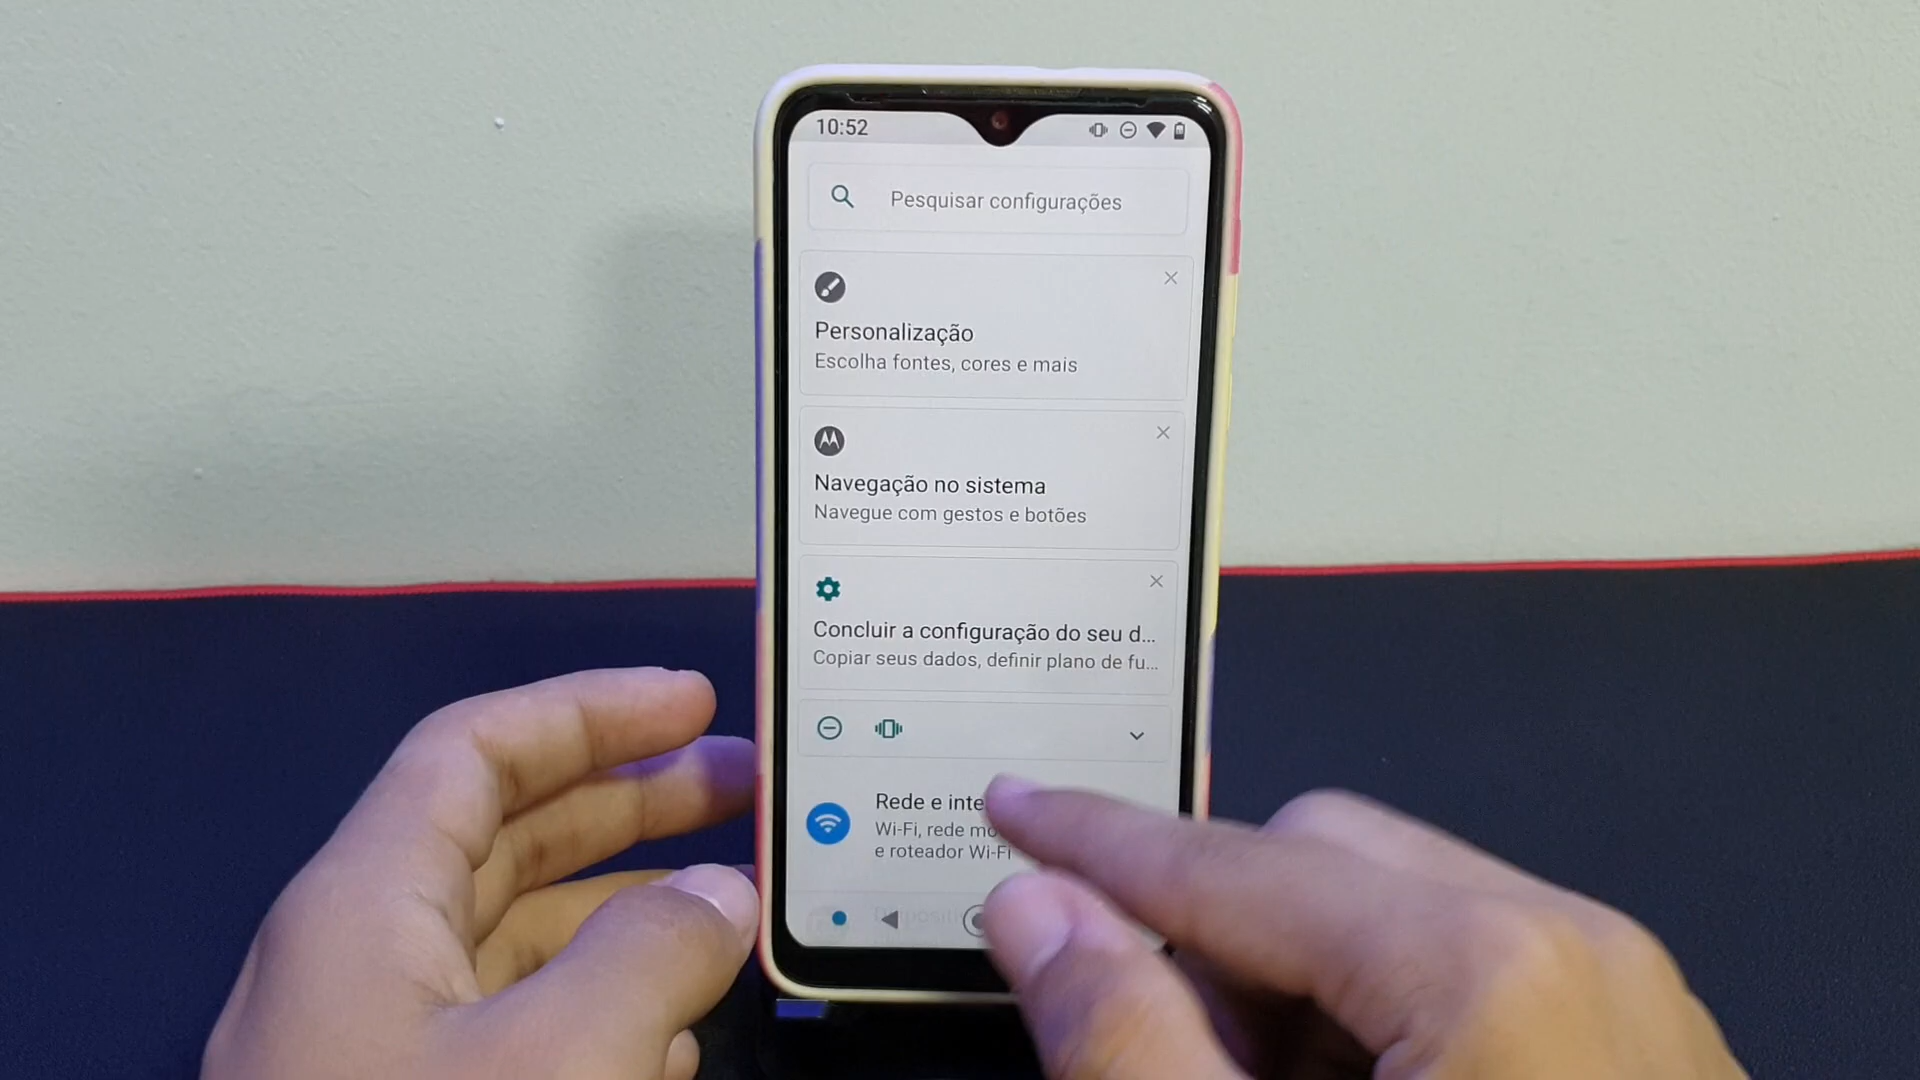 10:52
Pesquisar configurações
Personalização
Escolha fontes, cores e mais
Navegação no sistema
Navegue com gestos e botões
Concluir a configuração do seu d...
Copiar seus dados, definir plano de fu...
Rede e inte
Wi-Fi, rede mo
e roteador Wi-Fi